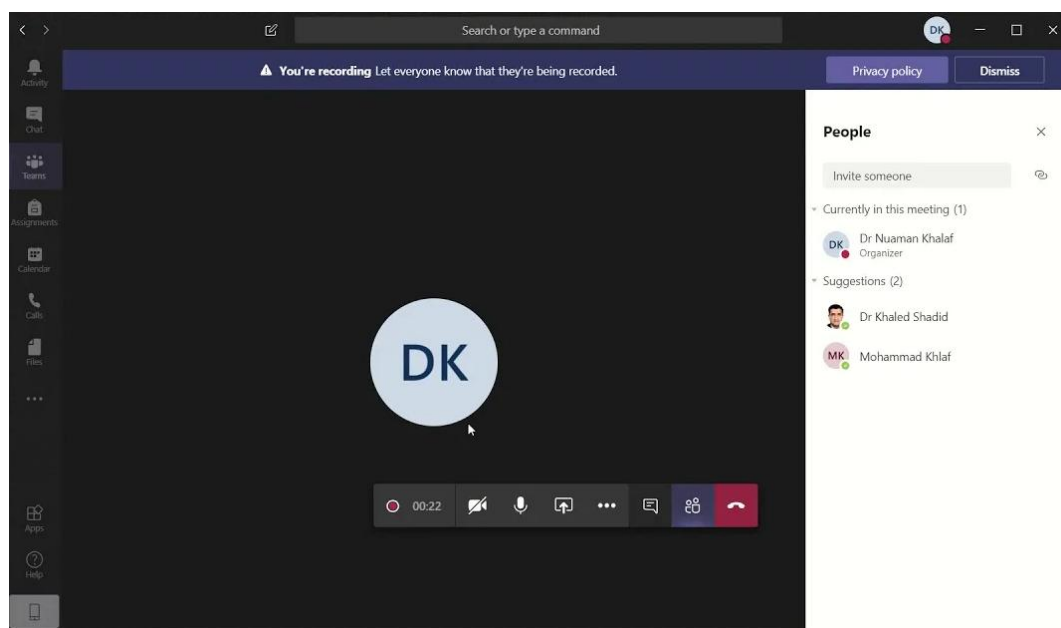 Search or type a command
DK
Activity
Chat
Teams
Assignments
Calendar
Calls
Files
Apps
Help
You're recording Let everyone know that they're being recorded.
Privacy policy
Dismiss
DK
00:22
People
Invite someone
Currently in this meeting (1)
DK
Dr Nuaman Khalaf
Organizer
Suggestions (2)
Dr Khaled Shadid
MK
Mohammad Khlaf